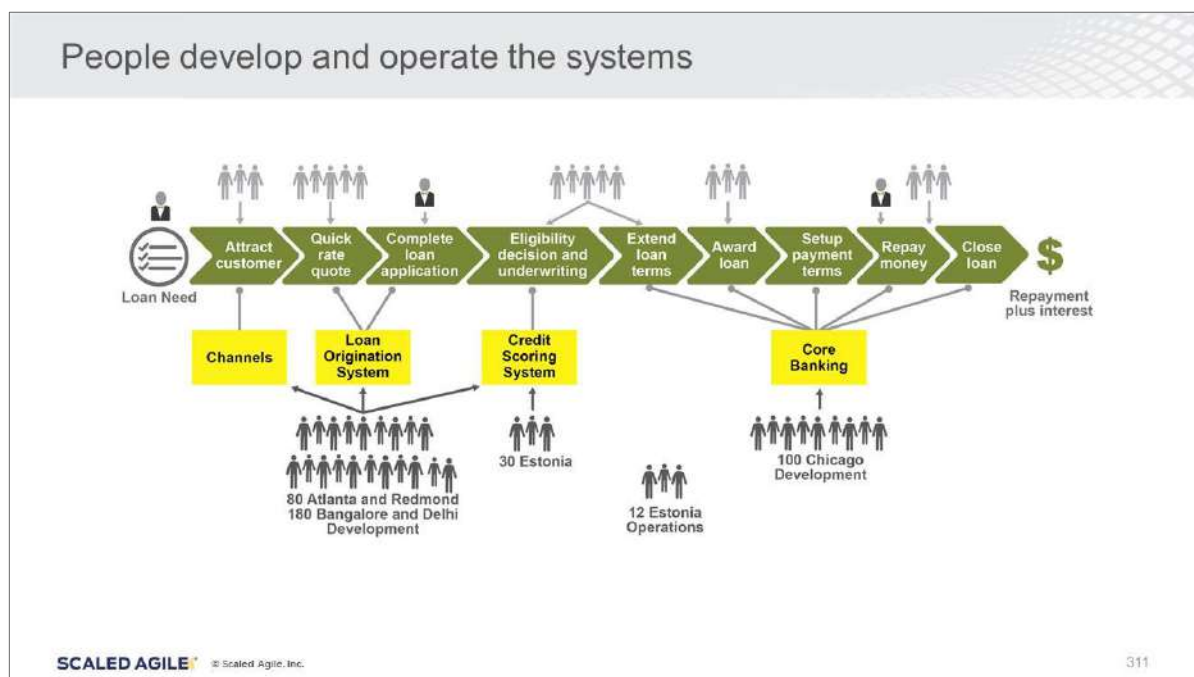 People develop and operate the systems
Loan Need
Attract
customer
Quick
rate
quote
Complete
loan
application
Eligibility
decision and
underwriting
Extend
loan
terms
Award
loan
Setup
payment
terms
Repay
money
Close
loan
$
Repayment
plus interest
Channels
Loan
Origination
System
Credit
Scoring
System
Core
Banking
80 Atlanta and Redmond
180 Bangalore and Delhi
Development
30 Estonia
12 Estonia
Operations
100 Chicago
Development
SCALED AGILE
© Scaled Agile. Inc.
311